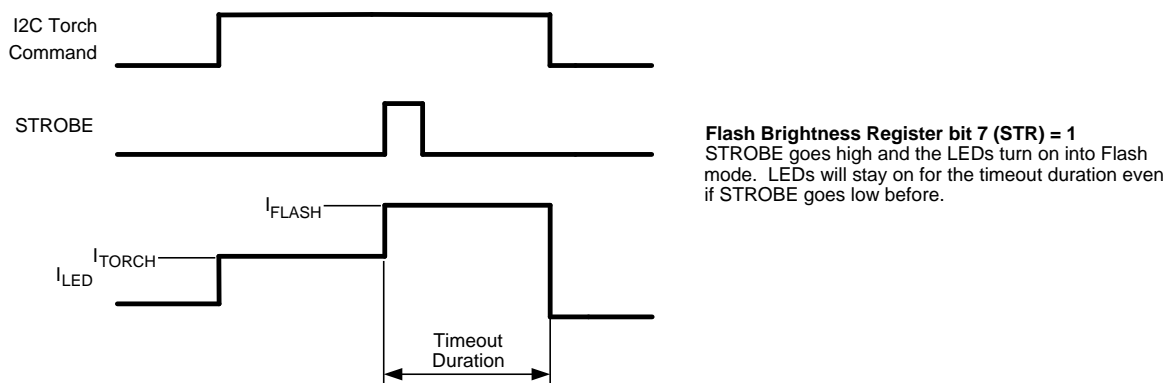 I2C Torch
Command
STROBE
Flash Brightness Register bit 7 (STR) = 1
STROBE goes high and the LEDs turn on into Flash
mode. LEDs will stay on for the timeout duration even
if STROBE goes low before.
IFLASH
ITORCH
ILED
Timeout
Duration